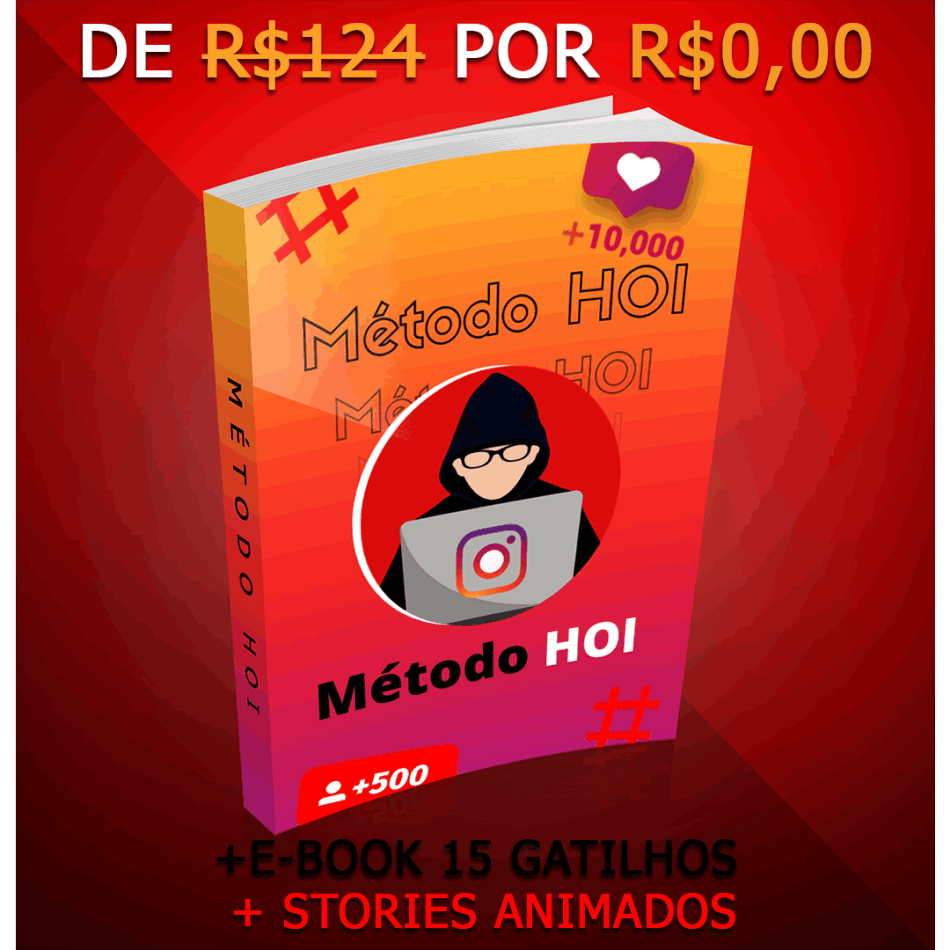 DE R$124 POR R$0,00
+10,000
Método HOI
HOI
MÉTODO HOI
Método HOI
+500
+E-BOOK 15 GATILHOS
+ STORIES ANIMADOS